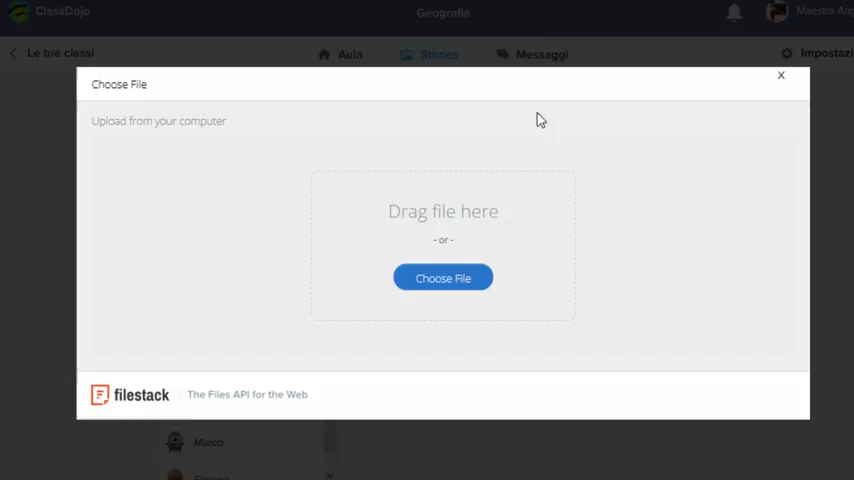 ClassDojo
Geografia
Maestra Ang
Le tue classi
Aula
Stories
Messaggi
Impostazi
Choose File
X
Upload from your computer
Drag file here
- or -
Choose File
filestack
The Files API for the Web
Marco